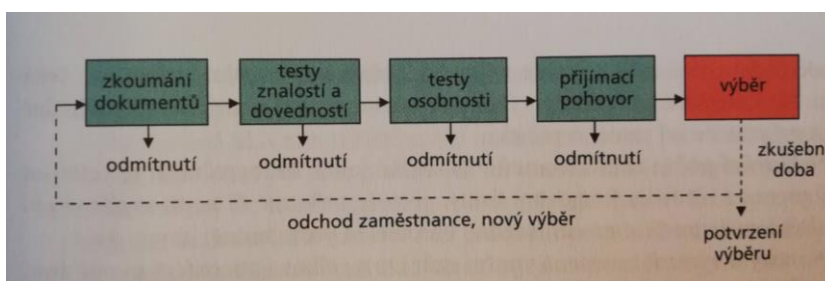 zkoumání
dokumentů
testy
znalostí a
dovedností
testy
osobnosti
přijímací
pohovor
výběr
odmítnutí
odmítnutí
odmítnutí
odmítnutí
zkušebn
doba
odchod zaměstnance, nový výběr
potvrzení
výběru